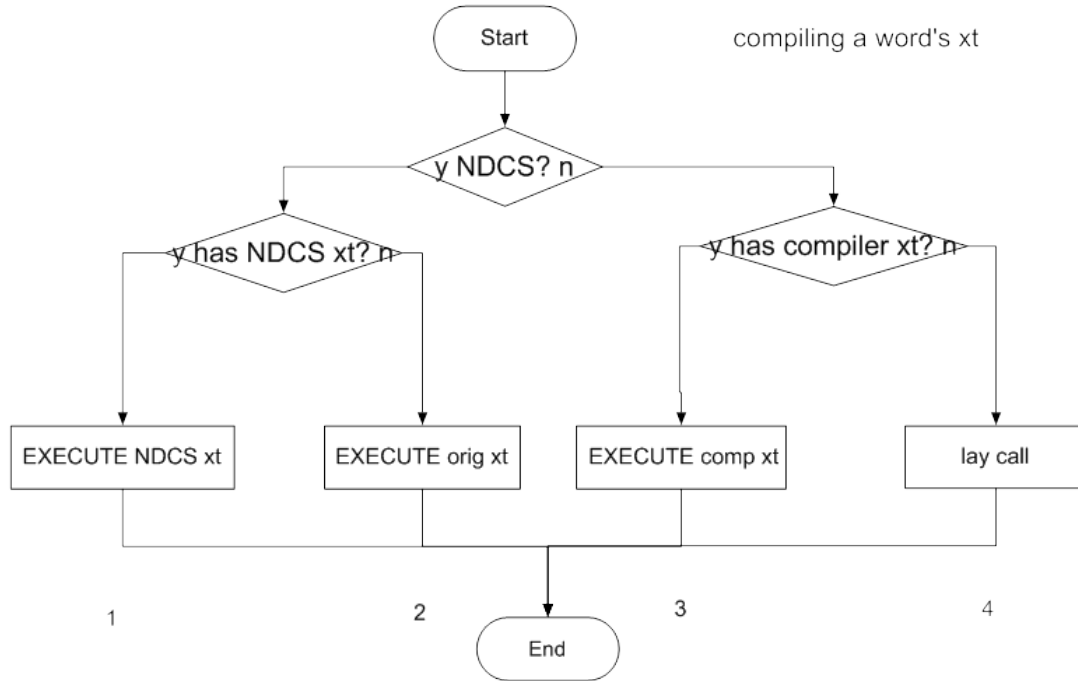 Start
compiling a word's xt
y NDCS? n
y has NDCS xt? n
y has compiler xt? n
EXECUTE NDCS xt
EXECUTE orig xt
EXECUTE comp xt
lay call
1
2
3
4
End